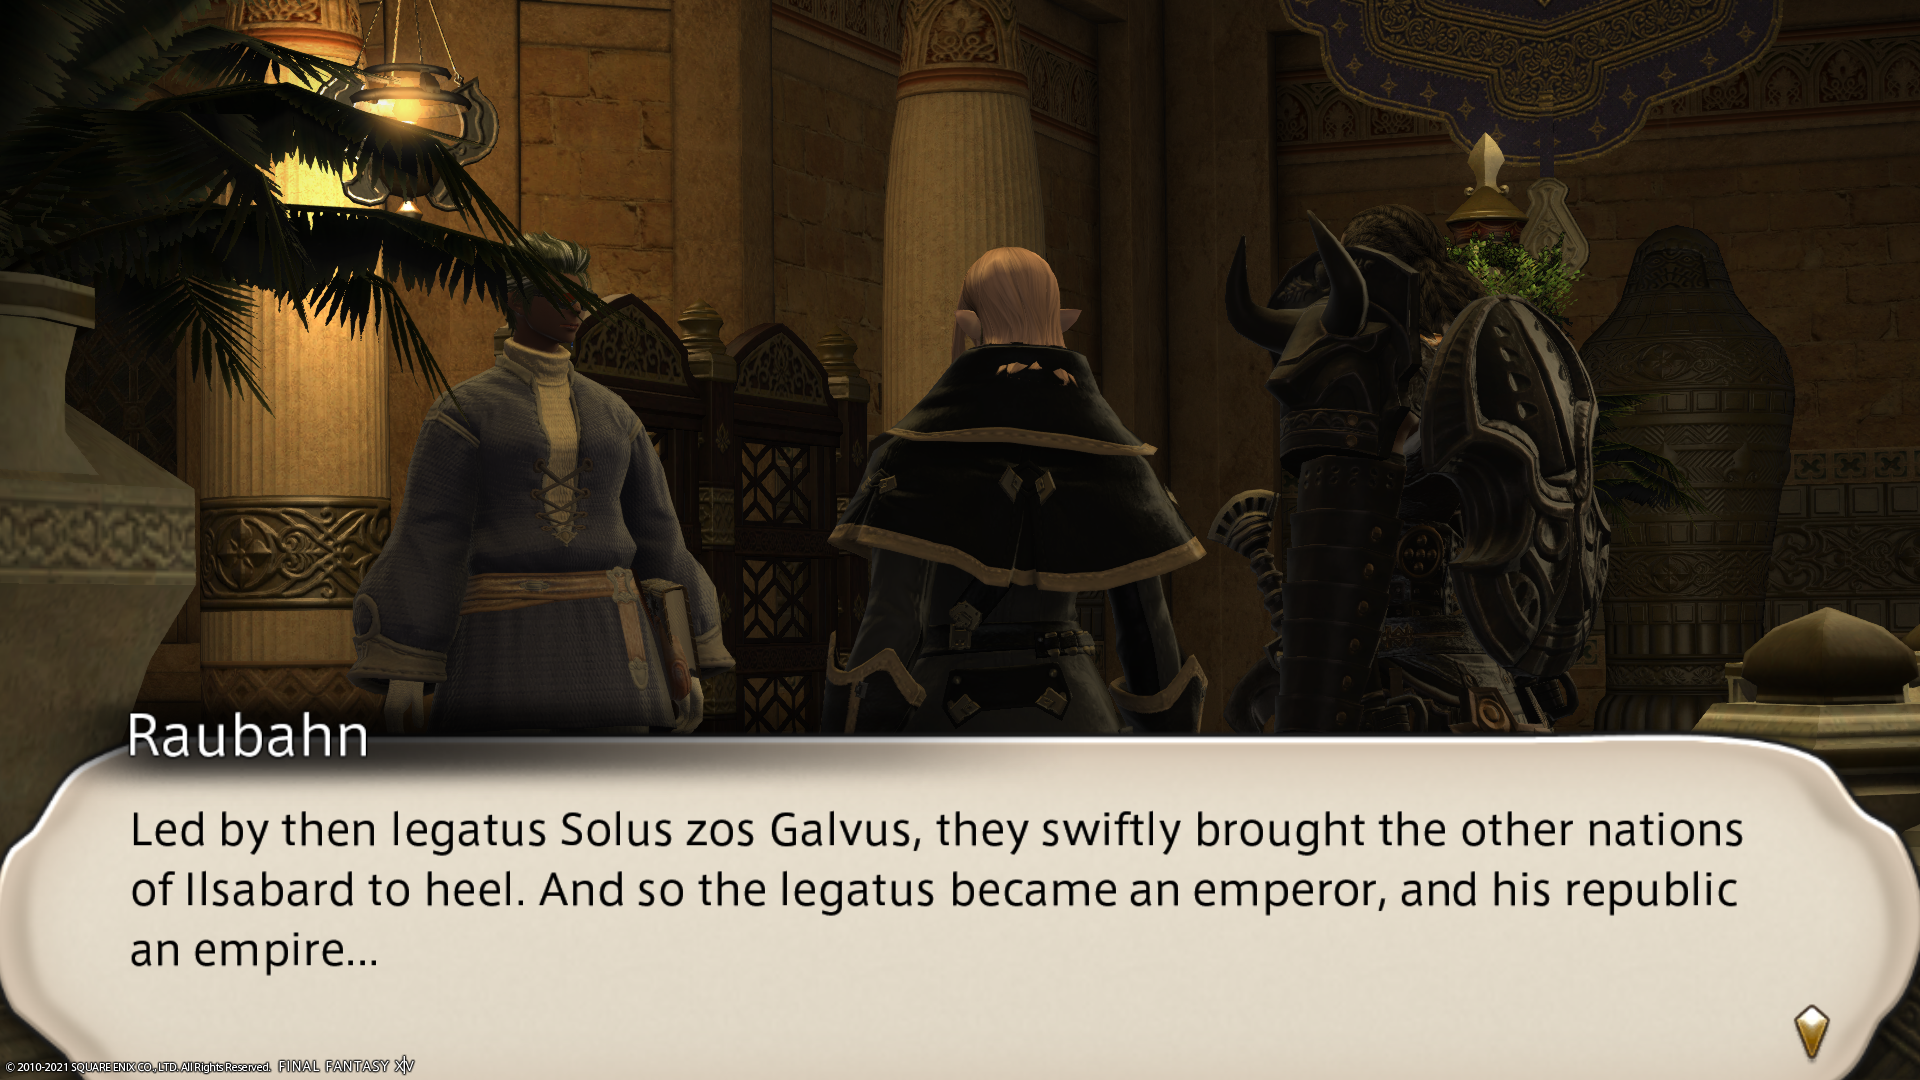 Raubahn
Led by then legatus Solus zos Galvus, they swiftly brought the other nations
of Ilsabard to heel. And so the legatus became an emperor, and his republic
an empire...
© 2010-2021 SQUARE ENIX CO., LTD. All Rights Reserved. FINAL FANTASY XIV